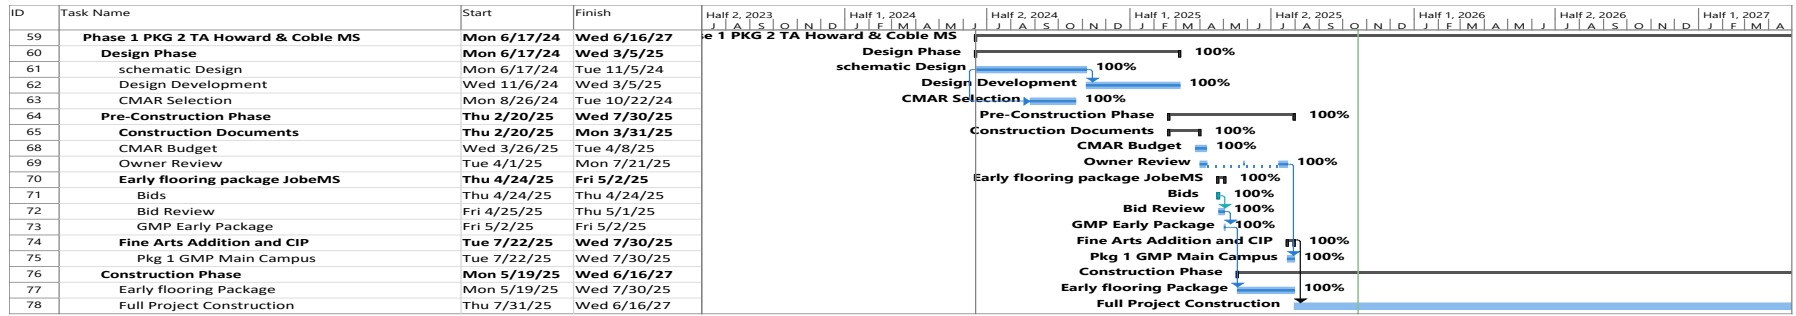 ID Task Name Start Finish Half 2, 2023 Half 1, 2024 Half 2, 2024 Half 1, 2025 Half 2, 2025 Half 1, 2026 Half 2, 2026 Half 1, 2027
J A S O N D J F M A M J J A S O N D J F M A M J J A S O N D J F M A M J J A S O N D J F M A
59 Phase 1 PKG 2 TA Howard & Coble MS Mon 6/17/24 Wed 6/16/27 e 1 PKG 2 TA Howard & Coble MS
60 Design Phase Mon 6/17/24 Wed 3/5/25 Design Phase 100%
61 schematic Design Mon 6/17/24 Tue 11/5/24 schematic Design 100%
62 Design Development Wed 11/6/24 Wed 3/5/25 Design Development 100%
63 CMAR Selection Mon 8/26/24 Tue 10/22/24 CMAR Selection 100%
64 Pre-Construction Phase Thu 2/20/25 Wed 7/30/25 Pre-Construction Phase 100%
65 Construction Documents Thu 2/20/25 Mon 3/31/25 Construction Documents 100%
68 CMAR Budget Wed 3/26/25 Tue 4/8/25 CMAR Budget 100%
69 Owner Review Tue 4/1/25 Mon 7/21/25 Owner Review 100%
70 Early flooring package JobeMS Thu 4/24/25 Fri 5/2/25 Early flooring package JobeMS 100%
71 Bids Thu 4/24/25 Thu 4/24/25 Bids 100%
72 Bid Review Fri 4/25/25 Thu 5/1/25 Bid Review 100%
73 GMP Early Package Fri 5/2/25 Fri 5/2/25 GMP Early Package 100%
74 Fine Arts Addition and CIP Tue 7/22/25 Wed 7/30/25 Fine Arts Addition and CIP 100%
75 Pkg 1 GMP Main Campus Tue 7/22/25 Wed 7/30/25 Pkg 1 GMP Main Campus 100%
76 Construction Phase Mon 5/19/25 Wed 6/16/27 Construction Phase
77 Early flooring Package Mon 5/19/25 Wed 7/30/25 Early flooring Package 100%
78 Full Project Construction Thu 7/31/25 Wed 6/16/27 Full Project Construction